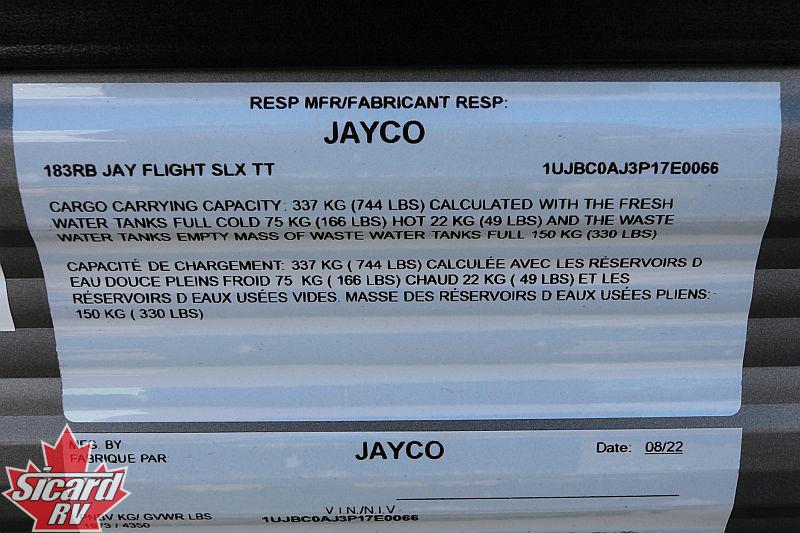 RESP MFR/FABRICANT RESP:
JAYCO
183RB JAY FLIGHT SLX TT 1UJBC0AJ3P17E0066
CARGO CARRYING CAPACITY: 337 KG (744 LBS) CALCULATED WITH THE FRESH
WATER TANKS FULL COLD 75 KG (166 LBS) HOT 22 KG (49 LBS) AND THE WASTE
WATER TANKS EMPTY MASS OF WASTE WATER TANKS FULL 150 KG (330 LBS)
CAPACITÉ DE CHARGEMENT: 337 KG ( 744 LBS) CALCULÉE AVEC LES RÉSERVOIRS D
EAU DOUCE PLEINS FROID 75 KG ( 166 LBS) CHAUD 22 KG ( 49 LBS) ET LES
RÉSERVOIRS D EAUX USÉES VIDES. MASSE DES RÉSERVOIRS D EAUX USÉES PLIENS:
150 KG ( 330 LBS)
MFG. BY JAYCO Date: 08/22
FABRIQUE PAR:
Sicard
RV
V.I.N./N.I.V
PNBV KG/ GVWR LBS 1UJBC0AJ3P17E0066
1973 / 4350